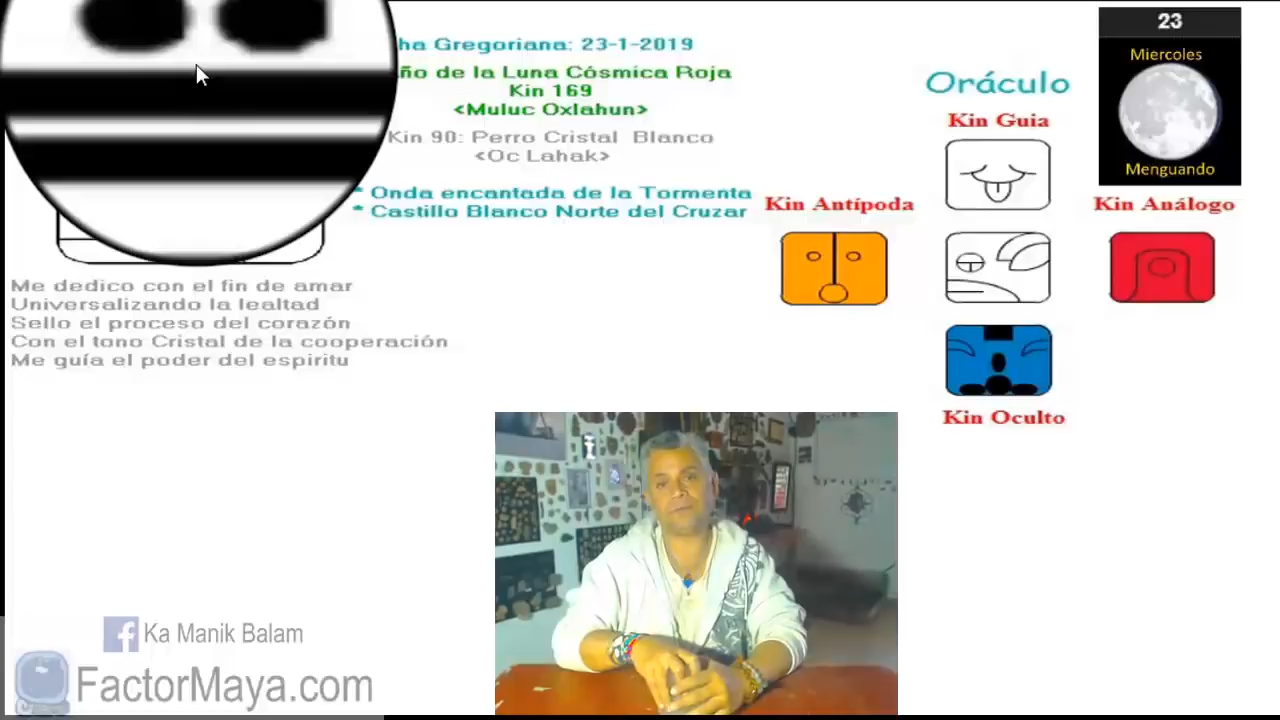 ha Gregoriana: 23-1-2019
ño de la Luna Cósmica Roja
Kin 169
<Muluc Oxlahun>
Kin 90: Perro Cristal Blanco
<Oc Lahak>
* Onda encantada de la Tormenta
* Castillo Blanco Norte del Cruzar
Me dedico con el fin de amar
Universalizando la lealtad
Sello el proceso del corazón
Con el tono Cristal de la cooperación
Me guía el poder del espiritu
Oráculo
Kin Guia
Kin Antípoda
Kin Análogo
Kin Oculto
23
Miercoles
Menguando
Ka Manik Balam
FactorMaya.com